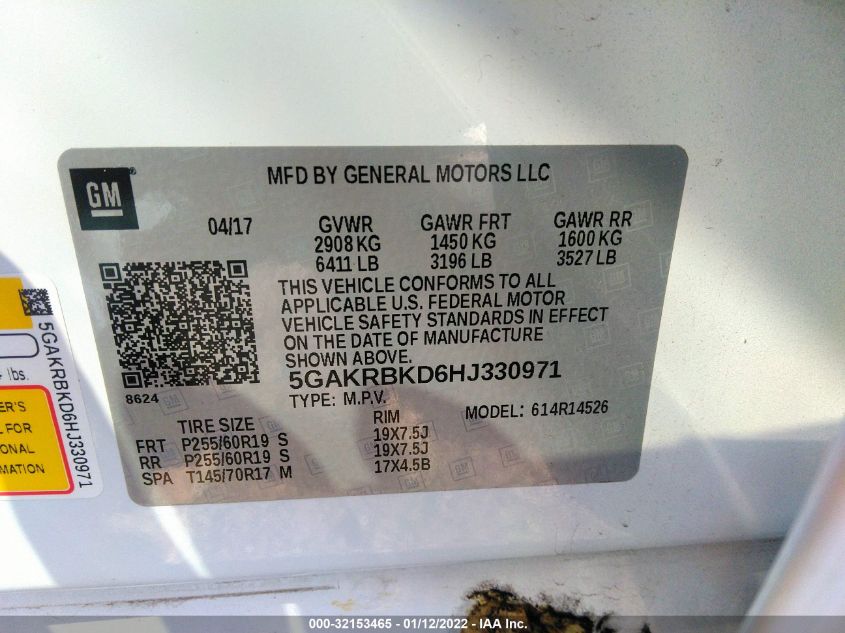 GM
MFD BY GENERAL MOTORS LLC
04/17 GVWR GAWR FRT GAWR RR
2908 KG 1450 KG 1600 KG
6411 LB 3196 LB 3527 LB
THIS VEHICLE CONFORMS TO ALL
APPLICABLE U.S. FEDERAL MOTOR
VEHICLE SAFETY STANDARDS IN EFFECT
ON THE DATE OF MANUFACTURE
SHOWN ABOVE.
8624
5GAKRBKD6HJ330971
TYPE: M.P.V. MODEL: 614R14526
TIRE SIZE RIM
FRT P255/60R19 S 19X7.5J
RR P255/60R19 S 19X7.5J
SPA T145/70R17 M 17X4.5B
5GAKRBKD6HJ330971
lbs.
ER'S
L FOR
ONAL
MATION
000-32153465 - 01/12/2022 - IAA Inc.